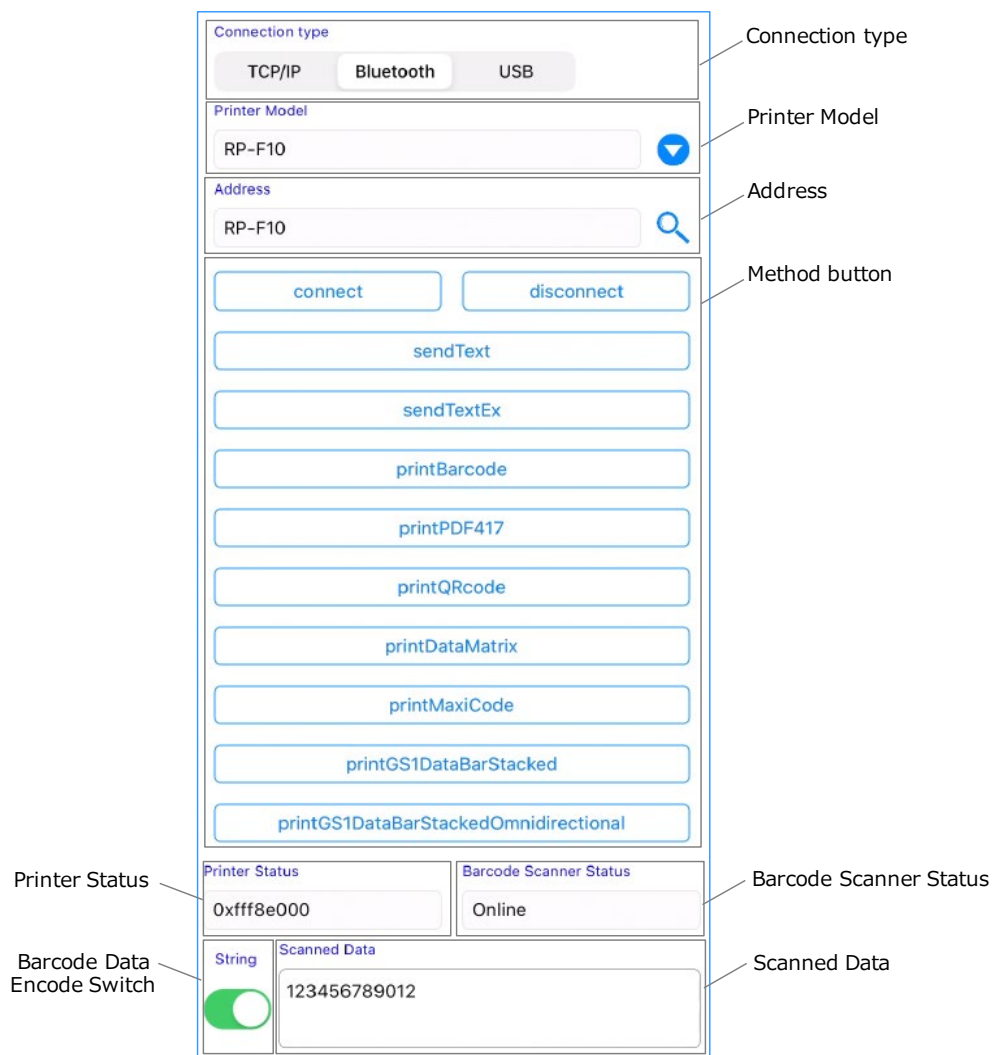 Connection type
TCP/IP Bluetooth USB
Connection type
Printer Model
RP-F10
Printer Model
Address
RP-F10
Address
connect disconnect
Method button
sendText
sendTextEx
printBarcode
printPDF417
printQRcode
printDataMatrix
printMaxiCode
printGS1DataBarStacked
printGS1DataBarStackedOmnidirectional
Printer Status
Printer Status
0xfff8e000
Barcode Scanner Status
Online
Barcode Scanner Status
Barcode Data
Encode Switch
String
Scanned Data
123456789012
Scanned Data